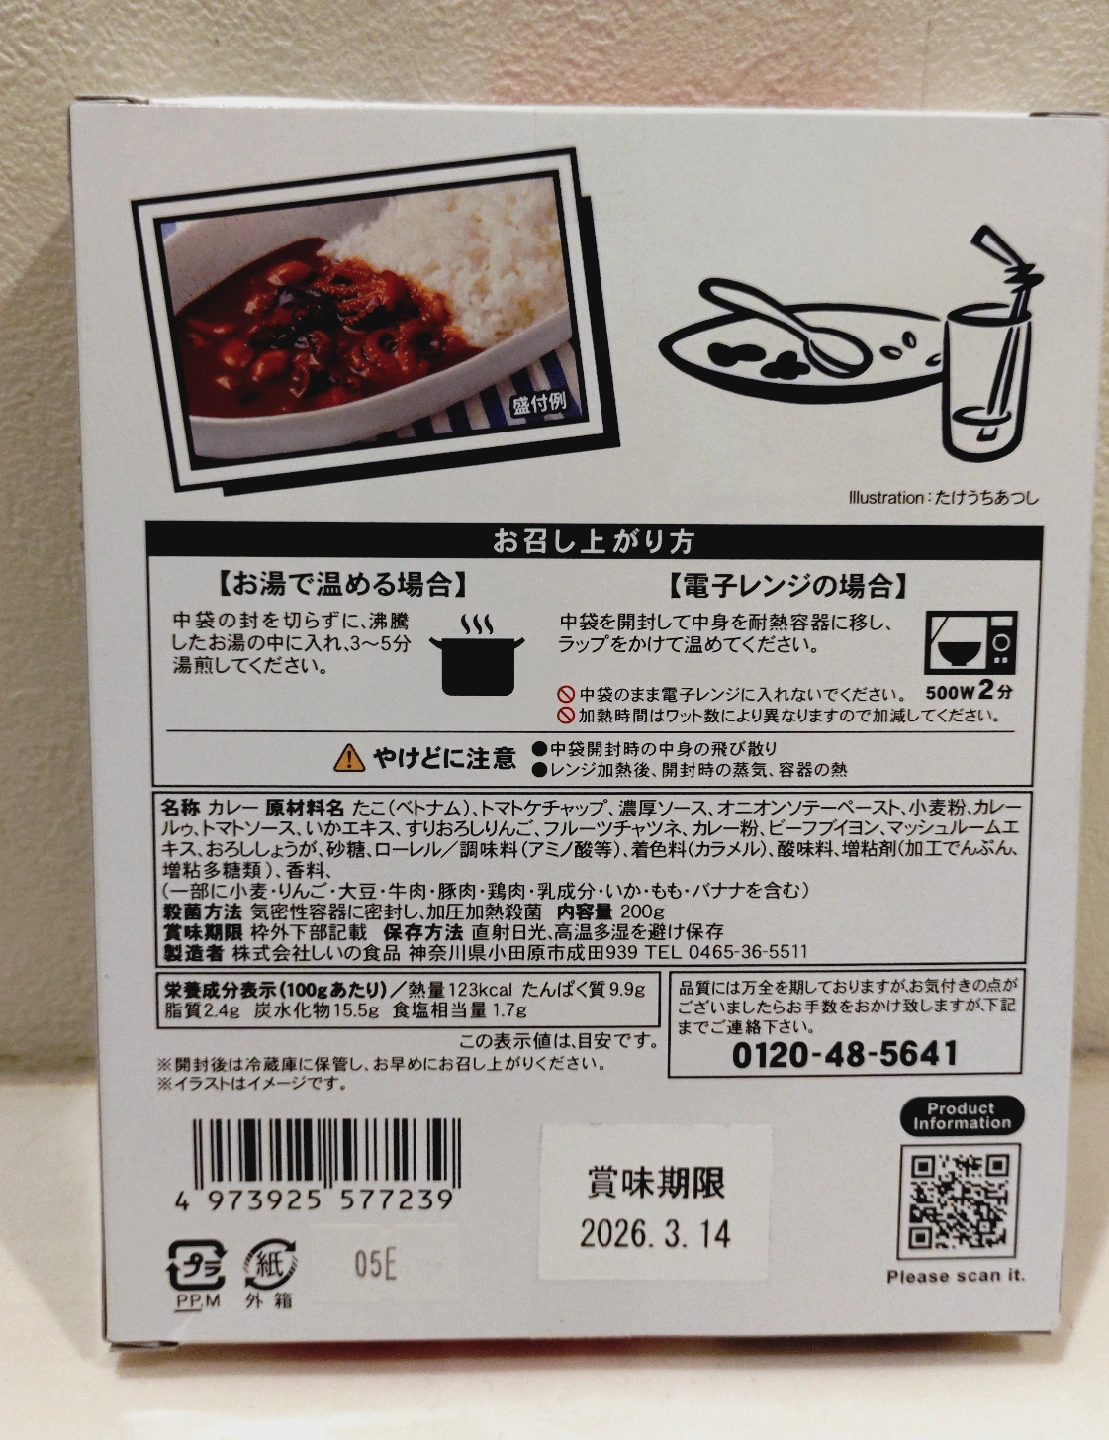 盛付例
Illustration：たけうちあつし
お召し上がり方
【お湯で温める場合】
中袋の封を切らずに、沸騰
したお湯の中に入れ、3〜5分
湯煎してください。
【電子レンジの場合】
中袋を開封して中身を耐熱容器に移し、
ラップをかけて温めてください。
500W 2分
中袋のまま電子レンジに入れないでください。
加熱時間はワット数により異なりますので加減してください。
やけどに注意
●中袋開封時の中身の飛び散り
●レンジ加熱後、開封時の蒸気、容器の熱
名称 カレー 原材料名 たこ（ベトナム）、トマトケチャップ、濃厚ソース、オニオンソテーペースト、小麦粉、カレー
ルゥ、トマトソース、いかエキス、すりおろしりんご、フルーツチャツネ、カレー粉、ビーフブイヨン、マッシュルームエ
キス、おろししょうが、砂糖、ローレル／調味料（アミノ酸等）、着色料（カラメル）、酸味料、増粘剤（加工でんぷん、
増粘多糖類）、香料、
（一部に小麦・りんご・大豆・牛肉・豚肉・鶏肉・乳成分・いか・もも・バナナを含む）
殺菌方法 気密性容器に密封し、加圧加熱殺菌 内容量 200g
賞味期限 枠外下部記載 保存方法 直射日光、高温多湿を避け保存
製造者 株式会社しいの食品 神奈川県小田原市成田939 TEL 0465-36-5511
栄養成分表示（100gあたり）／熱量123kcal たんぱく質9.9g
脂質2.4g 炭水化物15.5g 食塩相当量1.7g
この表示値は、目安です。
※開封後は冷蔵庫に保管し、お早めにお召し上がりください。
※イラストはイメージです。
品質には万全を期しておりますが、お気付きの点が
ございましたらお手数をおかけ致しますが、下記
までご連絡下さい。
0120-48-5641
Product
Information
Please scan it.
4 973925 577239
賞味期限
2026.3.14
プラ
PP,M
紙
外箱
05E